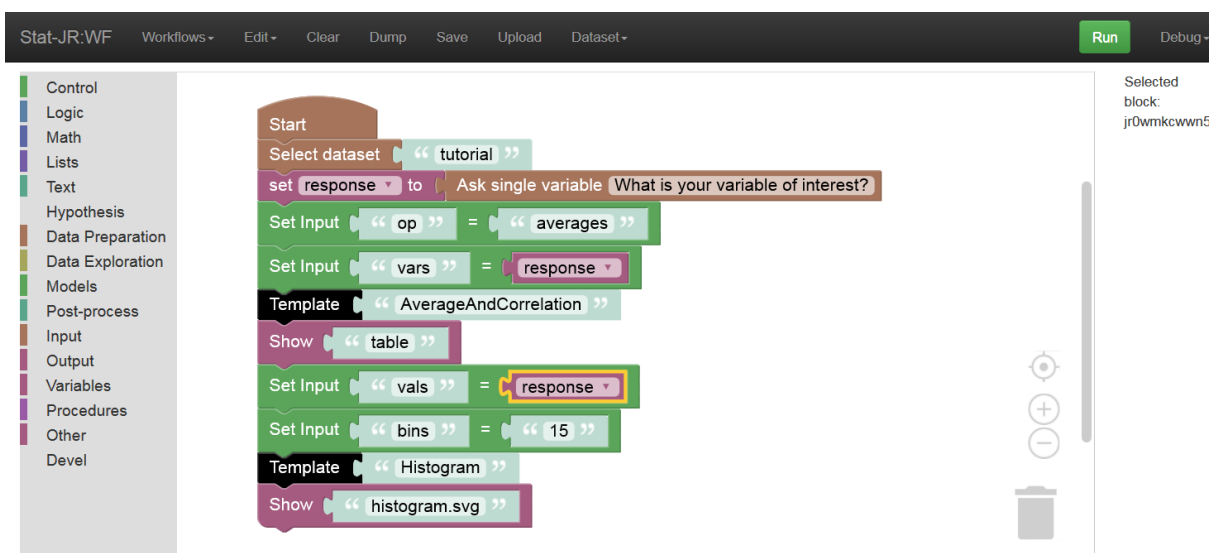 Stat-JR:WF Workflows Edit Clear Dump Save Upload Dataset Run Debug
Selected
block:
jr0wmkcwwn5
Control
Logic
Math
Lists
Text
Hypothesis
Data Preparation
Data Exploration
Models
Post-process
Input
Output
Variables
Procedures
Other
Devel
Start
Select dataset “ tutorial ”
set response to Ask single variable What is your variable of interest?
Set Input “ op ” = “ averages ”
Set Input “ vars ” = response
Template “ AverageAndCorrelation ”
Show “ table ”
Set Input “ vals ” = response
Set Input “ bins ” = “ 15 ”
Template “ Histogram ”
Show “ histogram.svg ”